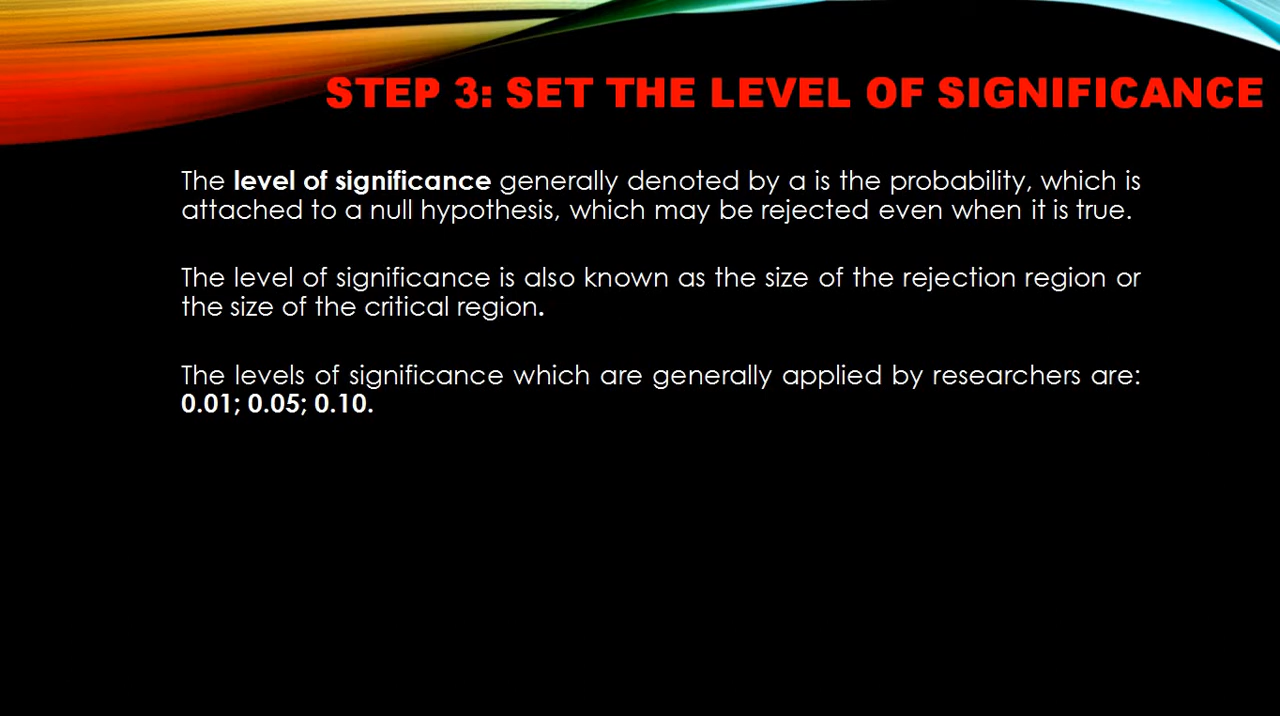 STEP 3: SET THE LEVEL OF SIGNIFICANCE
The level of significance generally denoted by a is the probability, which is
attached to a null hypothesis, which may be rejected even when it is true.
The level of significance is also known as the size of the rejection region or
the size of the critical region.
The levels of significance which are generally applied by researchers are:
0.01; 0.05; 0.10.